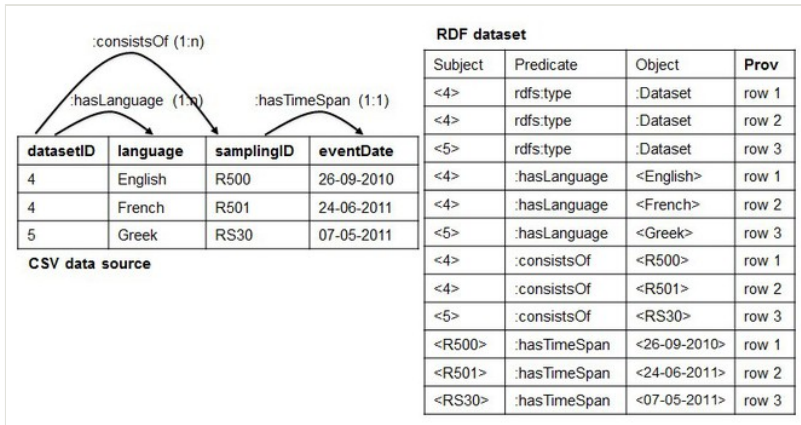 :consistsOf (1:n)
:hasLanguage (1:n)
:hasTimeSpan (1:1)
datasetID language samplingID eventDate
4 English R500 26-09-2010
4 French R501 24-06-2011
5 Greek RS30 07-05-2011
CSV data source
RDF dataset
Subject Predicate Object Prov
<4> rdfs:type :Dataset row 1
<4> rdfs:type :Dataset row 2
<5> rdfs:type :Dataset row 3
<4> :hasLanguage <English> row 1
<4> :hasLanguage <French> row 2
<5> :hasLanguage <Greek> row 3
<4> :consistsOf <R500> row 1
<4> :consistsOf <R501> row 2
<5> :consistsOf <RS30> row 3
<R500> :hasTimeSpan <26-09-2010> row 1
<R501> :hasTimeSpan <24-06-2011> row 2
<RS30> :hasTimeSpan <07-05-2011> row 3